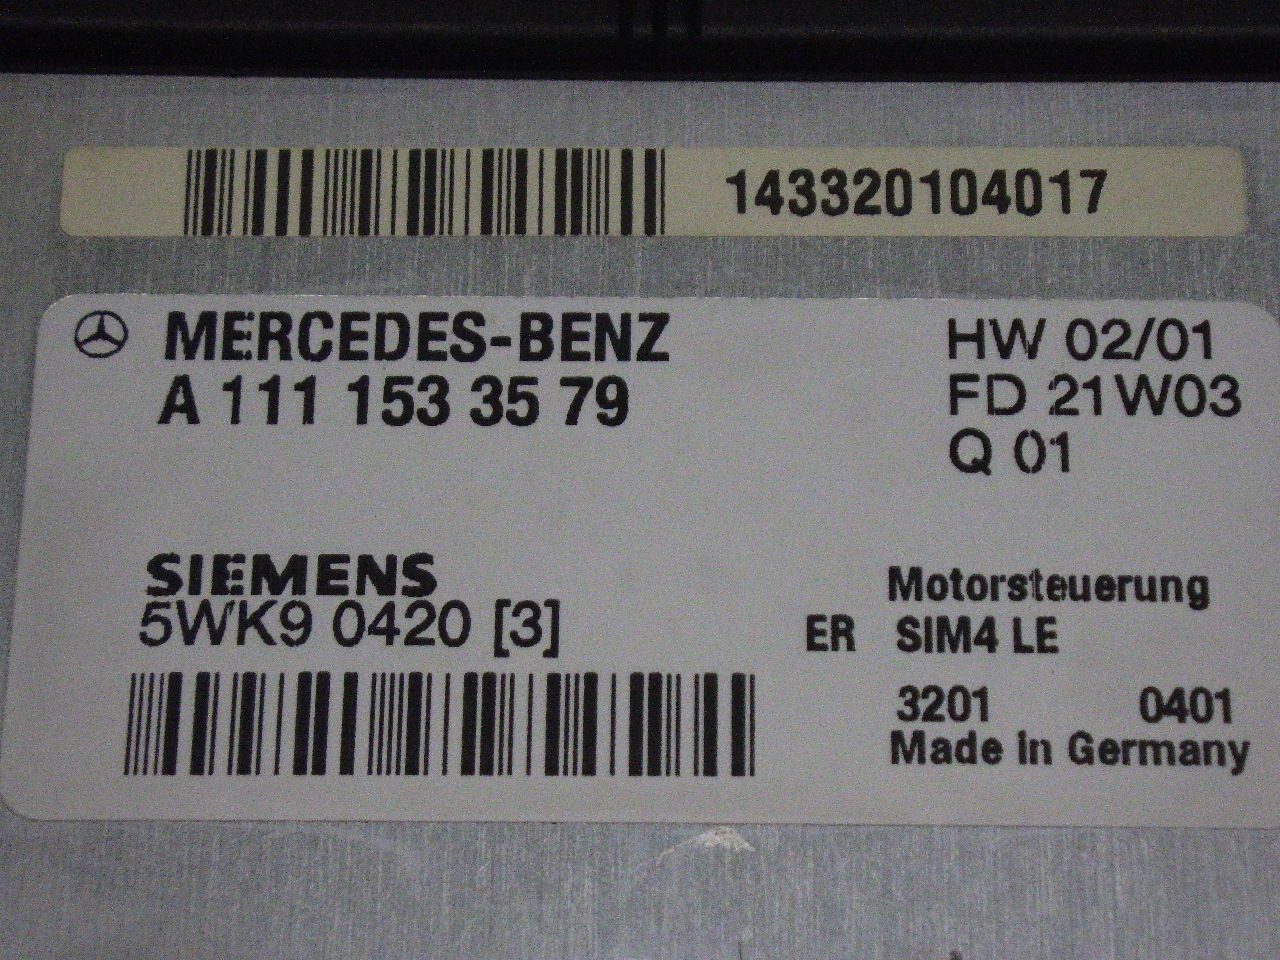 143320104017
MERCEDES-BENZ
A 111 153 35 79
HW 02/01
FD 21W03
Q 01
SIEMENS
5WK9 0420 [3]
Motorsteuerung
ER SIM4 LE
3201 0401
Made in Germany